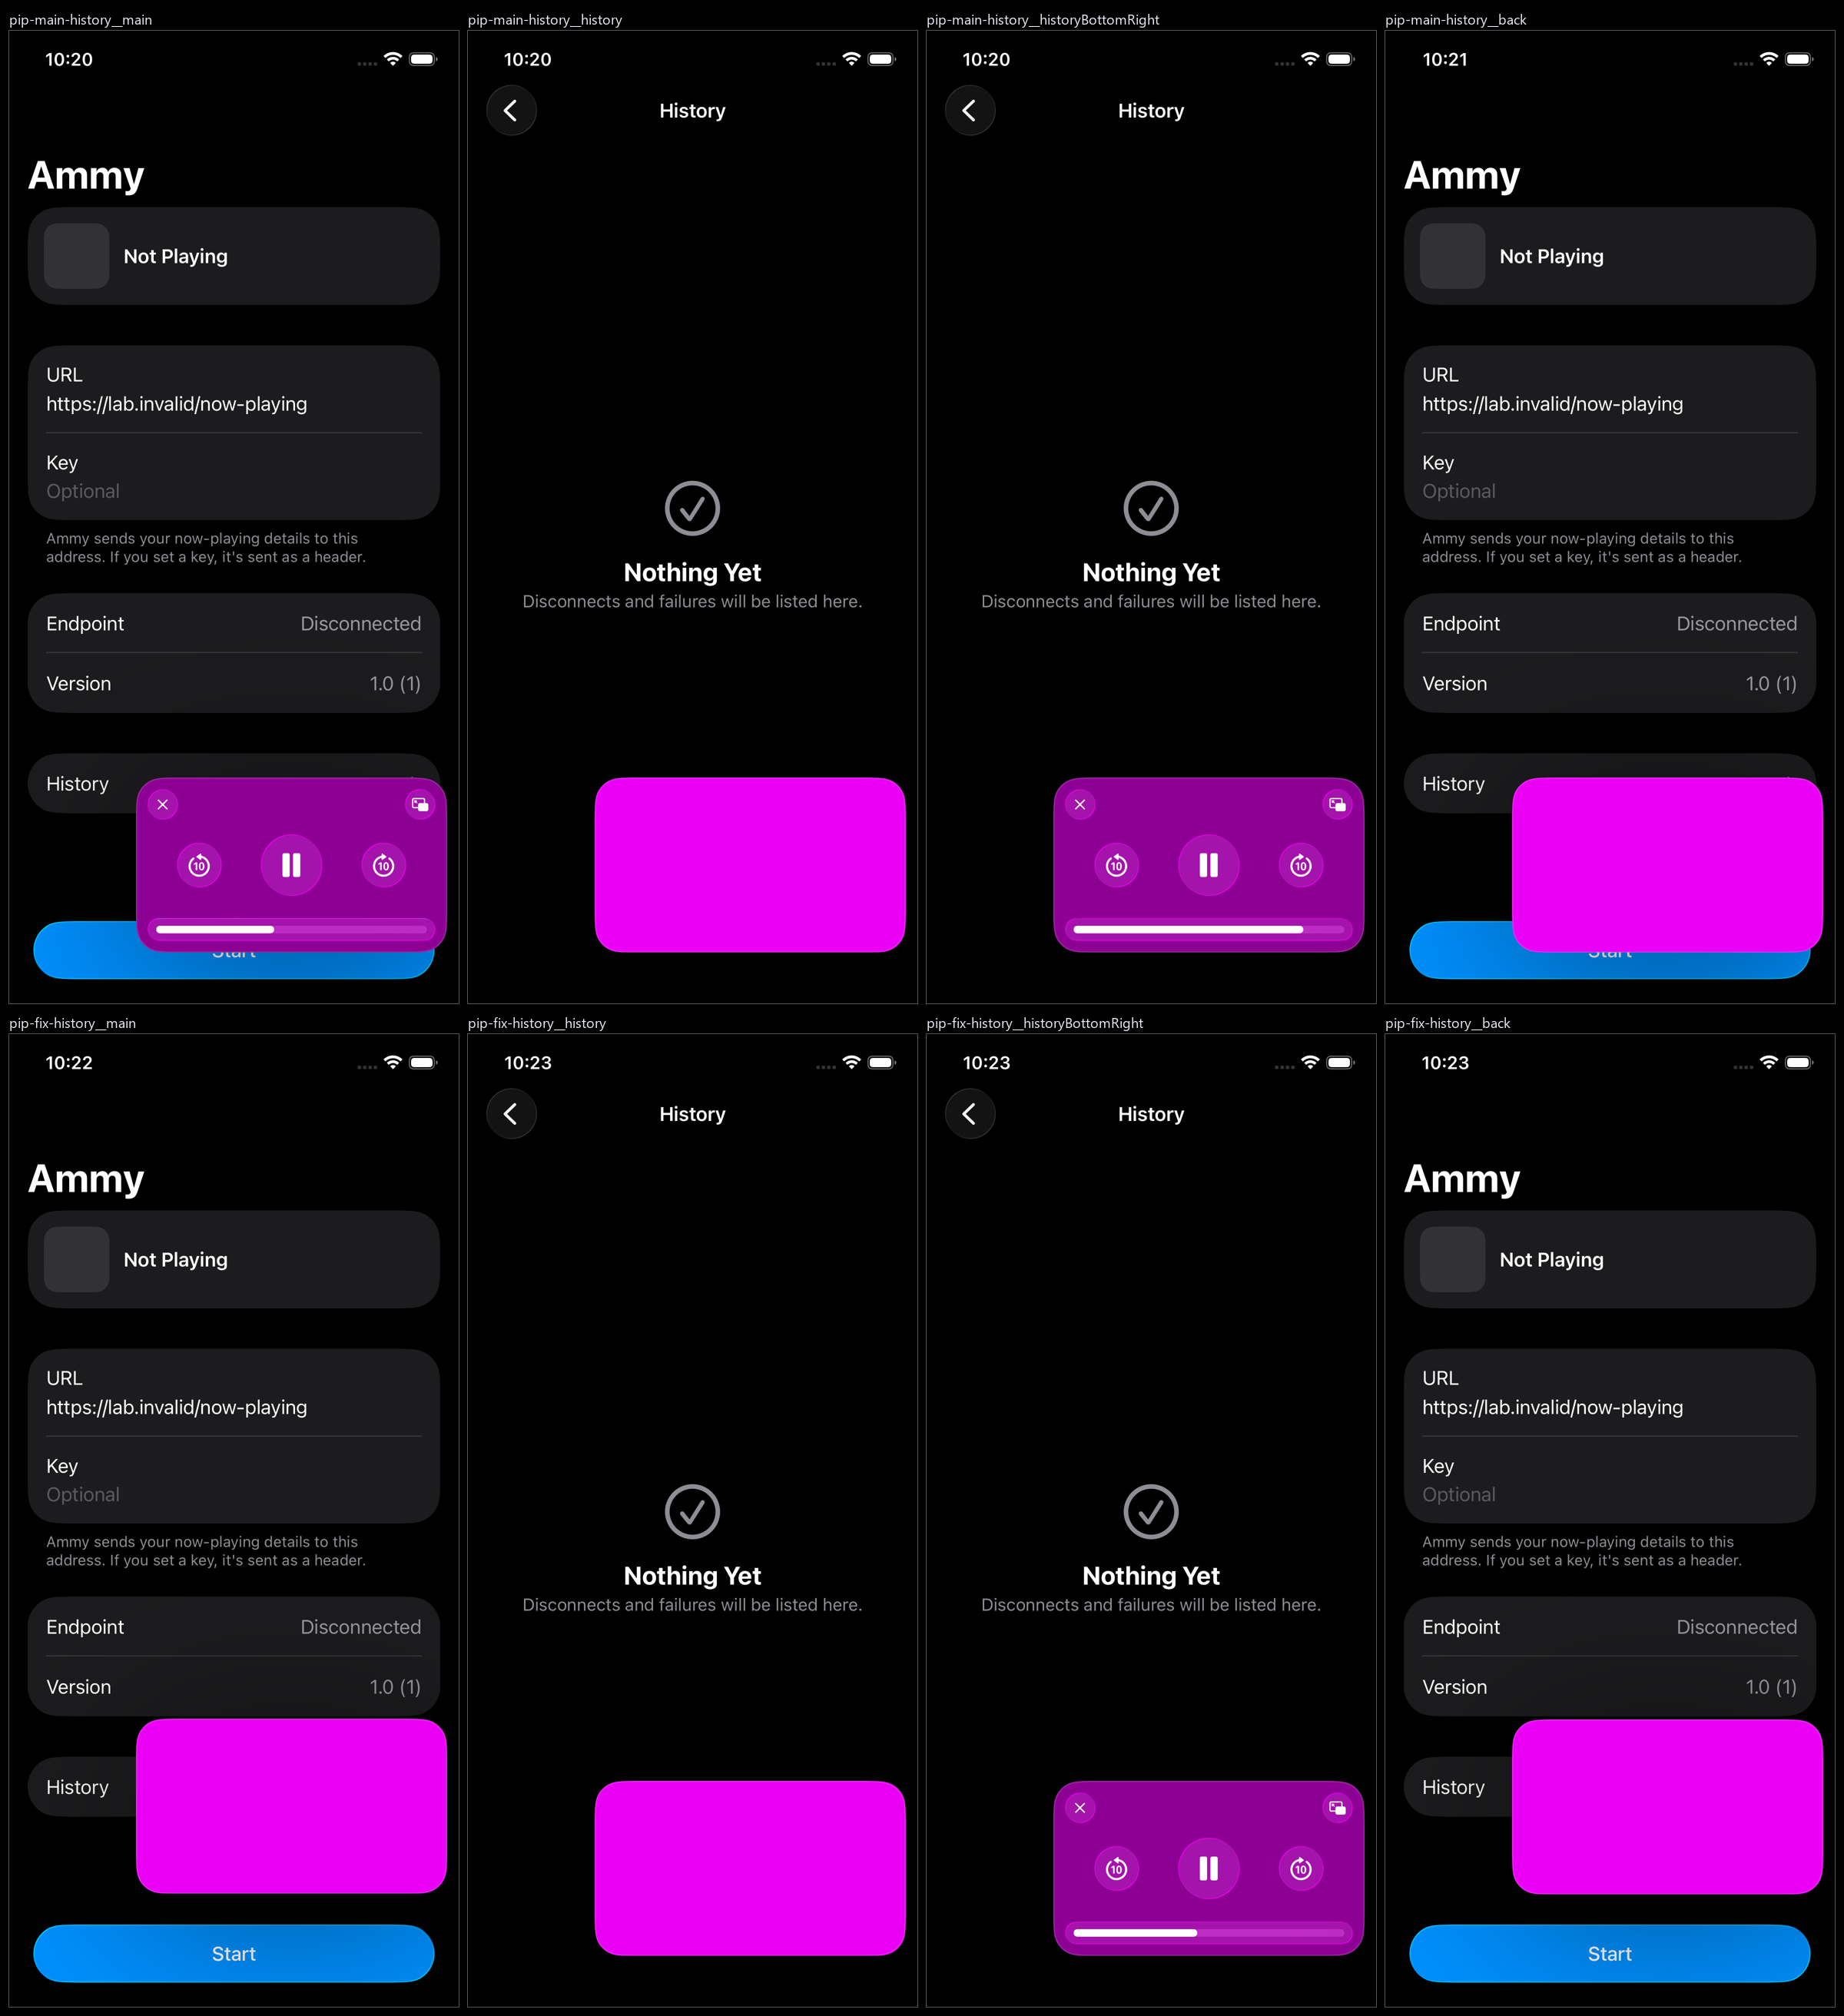 pip-main-history__main
10:20
Ammy
Not Playing
URL
https://lab.invalid/now-playing
Key
Optional
Ammy sends your now-playing details to this
address. If you set a key, it's sent as a header.
Endpoint Disconnected
Version 1.0 (1)
History
10 10
Start
pip-main-history__history
10:20
History
Nothing Yet
Disconnects and failures will be listed here.
pip-main-history__historyBottomRight
10:20
History
Nothing Yet
Disconnects and failures will be listed here.
10 10
pip-main-history__back
10:21
Ammy
Not Playing
URL
https://lab.invalid/now-playing
Key
Optional
Ammy sends your now-playing details to this
address. If you set a key, it's sent as a header.
Endpoint Disconnected
Version 1.0 (1)
History
Start
pip-fix-history__main
10:22
Ammy
Not Playing
URL
https://lab.invalid/now-playing
Key
Optional
Ammy sends your now-playing details to this
address. If you set a key, it's sent as a header.
Endpoint Disconnected
Version 1.0 (1)
History
Start
pip-fix-history__history
10:23
History
Nothing Yet
Disconnects and failures will be listed here.
pip-fix-history__historyBottomRight
10:23
History
Nothing Yet
Disconnects and failures will be listed here.
10 10
pip-fix-history__back
10:23
Ammy
Not Playing
URL
https://lab.invalid/now-playing
Key
Optional
Ammy sends your now-playing details to this
address. If you set a key, it's sent as a header.
Endpoint Disconnected
Version 1.0 (1)
History
Start